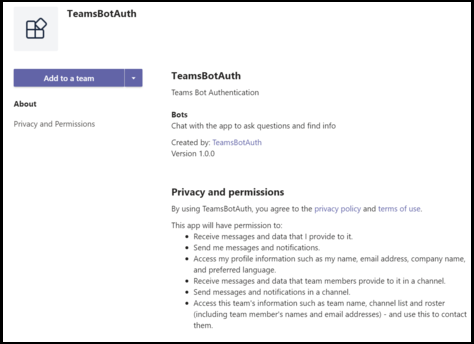 TeamsBotAuth
Add to a team
About
Privacy and Permissions
TeamsBotAuth
Teams Bot Authentication
Bots
Chat with the app to ask questions and find info
Created by: TeamsBotAuth
Version 1.0.0
Privacy and permissions
By using TeamsBotAuth, you agree to the privacy policy and terms of use.
This app will have permission to:
• Receive messages and data that I provide to it.
• Send me messages and notifications.
• Access my profile information such as my name, email address, company name,
and preferred language.
• Receive messages and data that team members provide to it in a channel.
• Send messages and notifications in a channel.
• Access this team's information such as team name, channel list and roster
(including team member's names and email addresses) - and use this to contact
them.